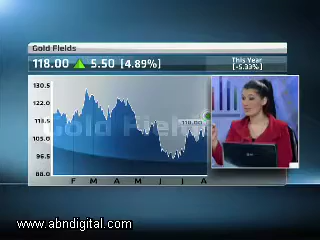 Gold Fields
118.00 5.50 [4.89%]
This Year
[-5.33%]
130.5
122.0
113.5
105.0
96.5
88.0
Gold Fields
118.00
F M A M J J A
www.abndigital.com